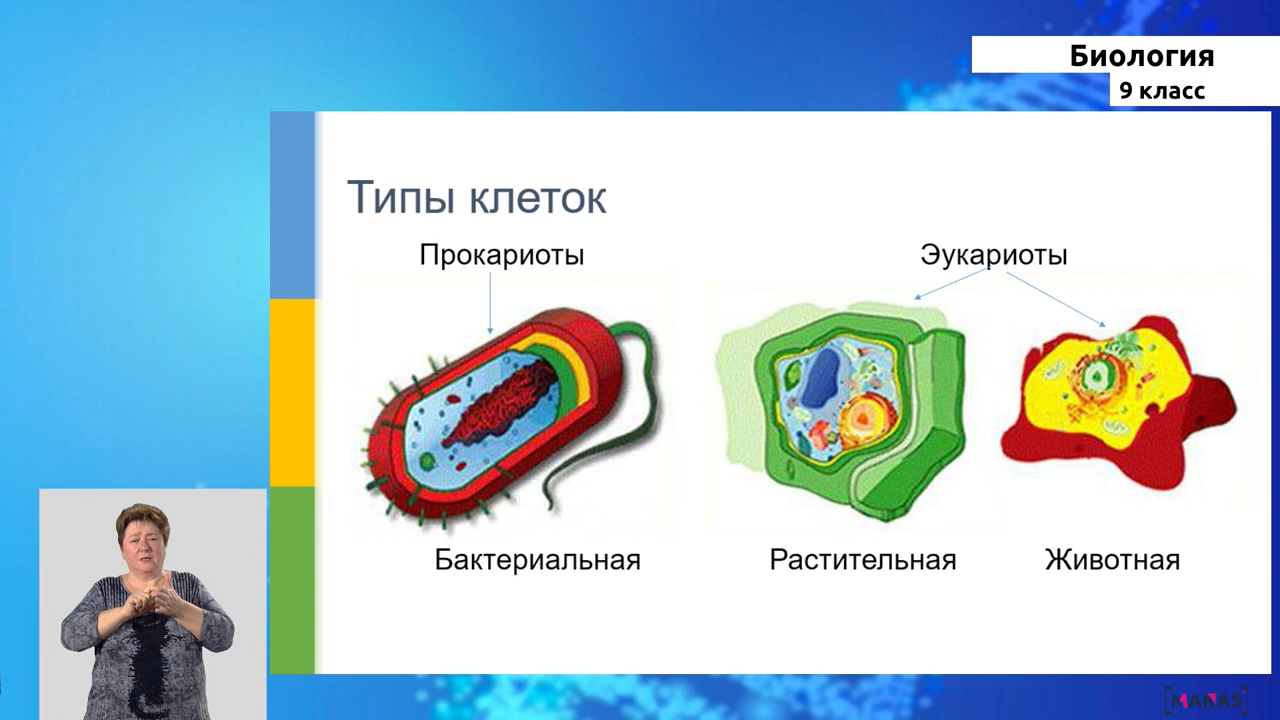 Биология
9 класс
Типы клеток
Прокариоты
Эукариоты
Бактериальная
Растительная
Животная
[MANAS]